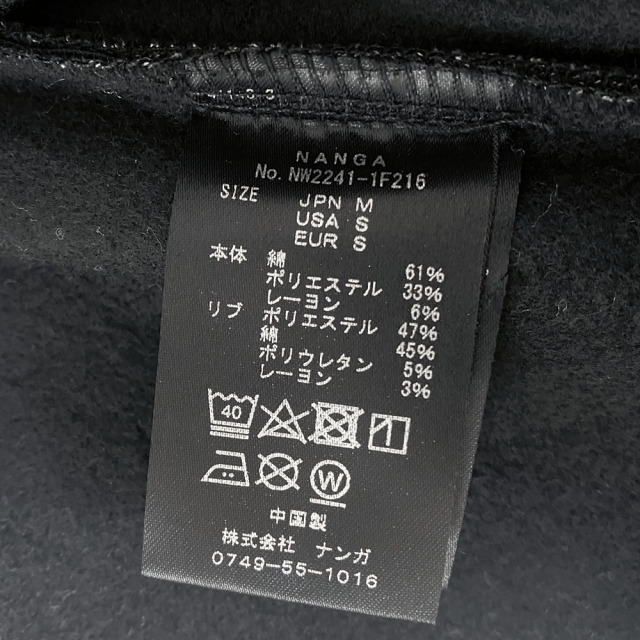 NANGA
No. NW2241-1F216
SIZE JPN M
USA S
EUR S
本体 綿 61%
ポリエステル 33%
レーヨン 6%
リブ ポリエステル 47%
綿 45%
ポリウレタン 5%
レーヨン 3%
40
W
中国製
株式会社 ナンガ
0749-55-1016